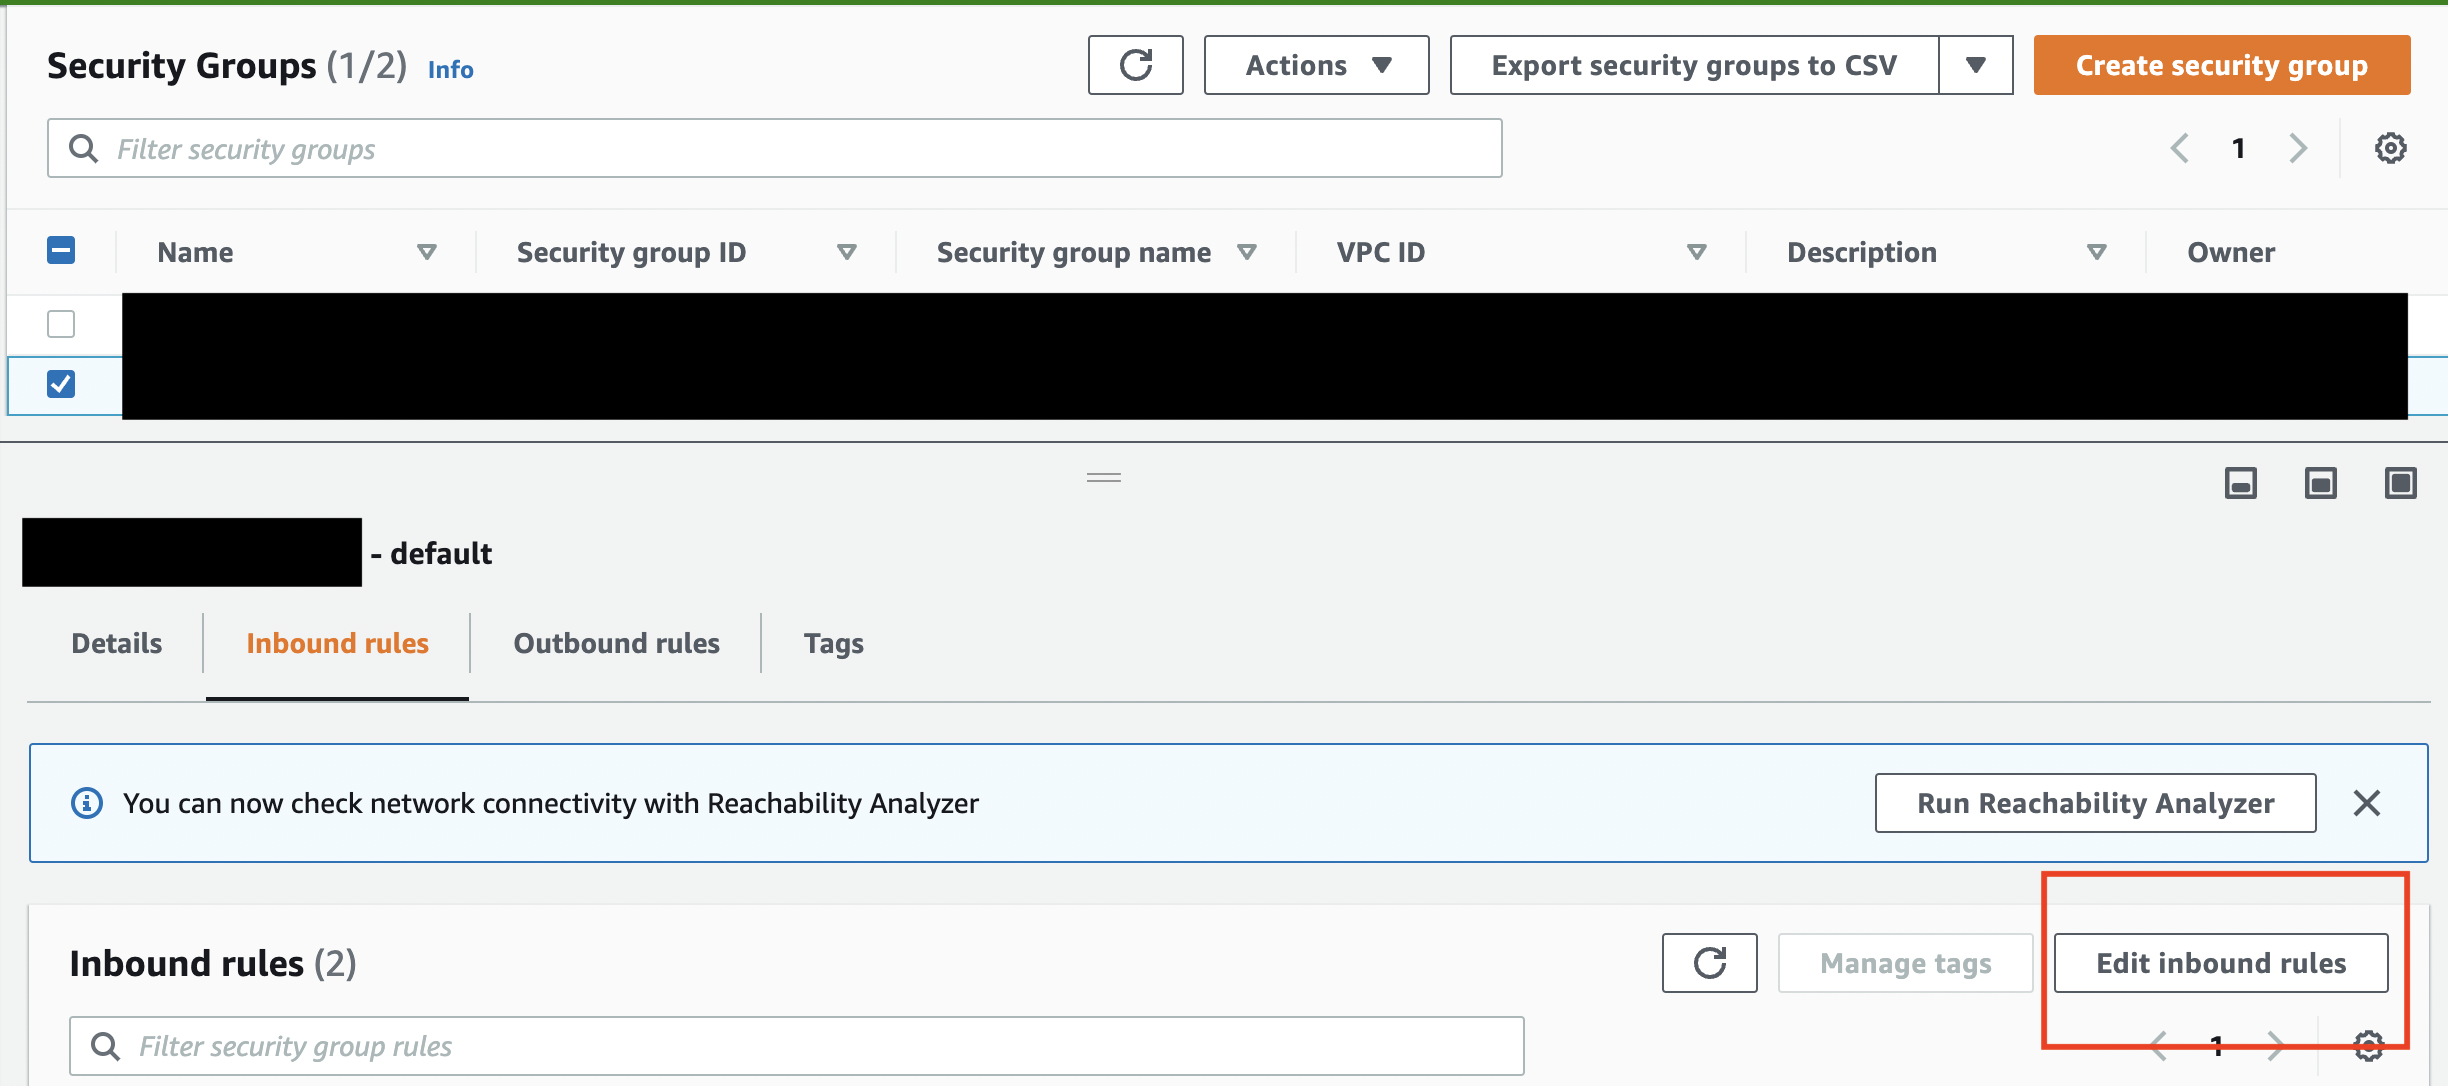 Security Groups (1/2) Info
Actions
Export security groups to CSV
Create security group
Filter security groups
1
Name
Security group ID
Security group name
VPC ID
Description
Owner
- default
Details
Inbound rules
Outbound rules
Tags
You can now check network connectivity with Reachability Analyzer
Run Reachability Analyzer
Inbound rules (2)
Manage tags
Edit inbound rules
Filter security group rules
1